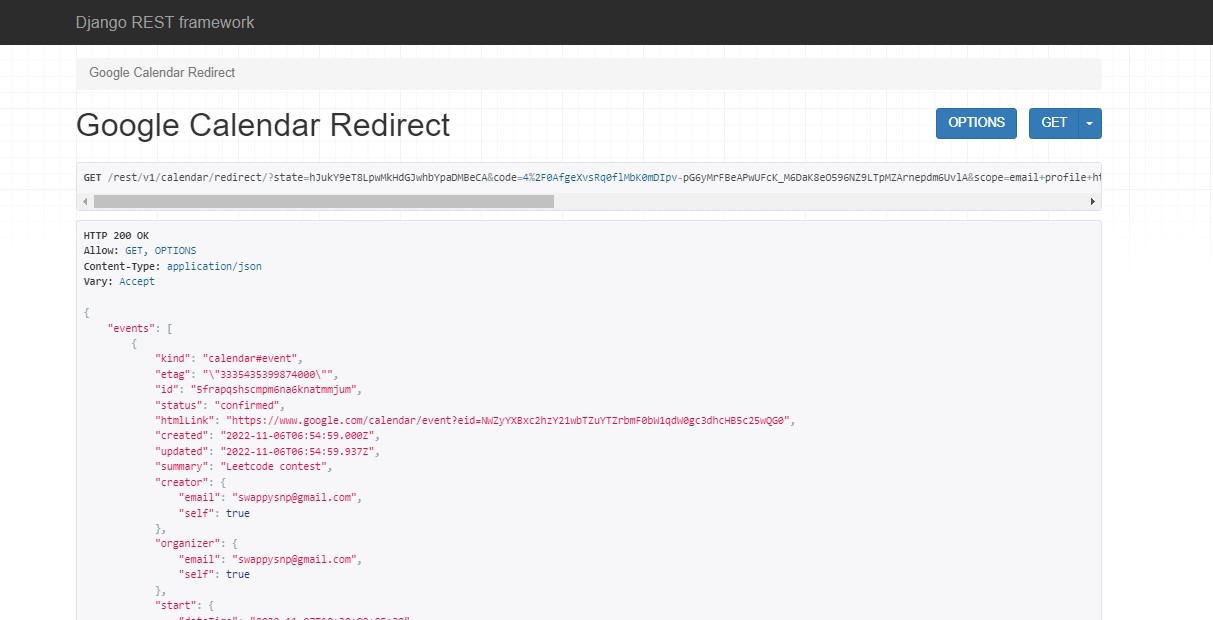 Django REST framework
Google Calendar Redirect
Google Calendar Redirect
OPTIONS
GET
GET /rest/v1/calendar/redirect/?state=hJukY9eT8LpwMkHdGJwhbYpaDMBeCA&code=4%2F0AfgeXvsRq0flMbK0mDIpv-pG6yMrFBeAPwUFcK_M6DaK8eO596NZ9LTpMZArnepdm6UvlA&scope=email+profile+ht
HTTP 200 OK
Allow: GET, OPTIONS
Content-Type: application/json
Vary: Accept
{
"events": [
{
"kind": "calendar#event",
"etag": "\"3335435399874000\"",
"id": "5frapqshscmpm6na6knatmmjum",
"status": "confirmed",
"htmlLink": "https://www.google.com/calendar/event?eid=NWZyYXBxc2hzY21wbTZuYTZrbmF0bW1qdW0gc3dhcHB5c25wQG0",
"created": "2022-11-06T06:54:59.000Z",
"updated": "2022-11-06T06:54:59.937Z",
"summary": "Leetcode contest",
"creator": {
"email": "swappysnp@gmail.com",
"self": true
},
"organizer": {
"email": "swappysnp@gmail.com",
"self": true
},
"start": {